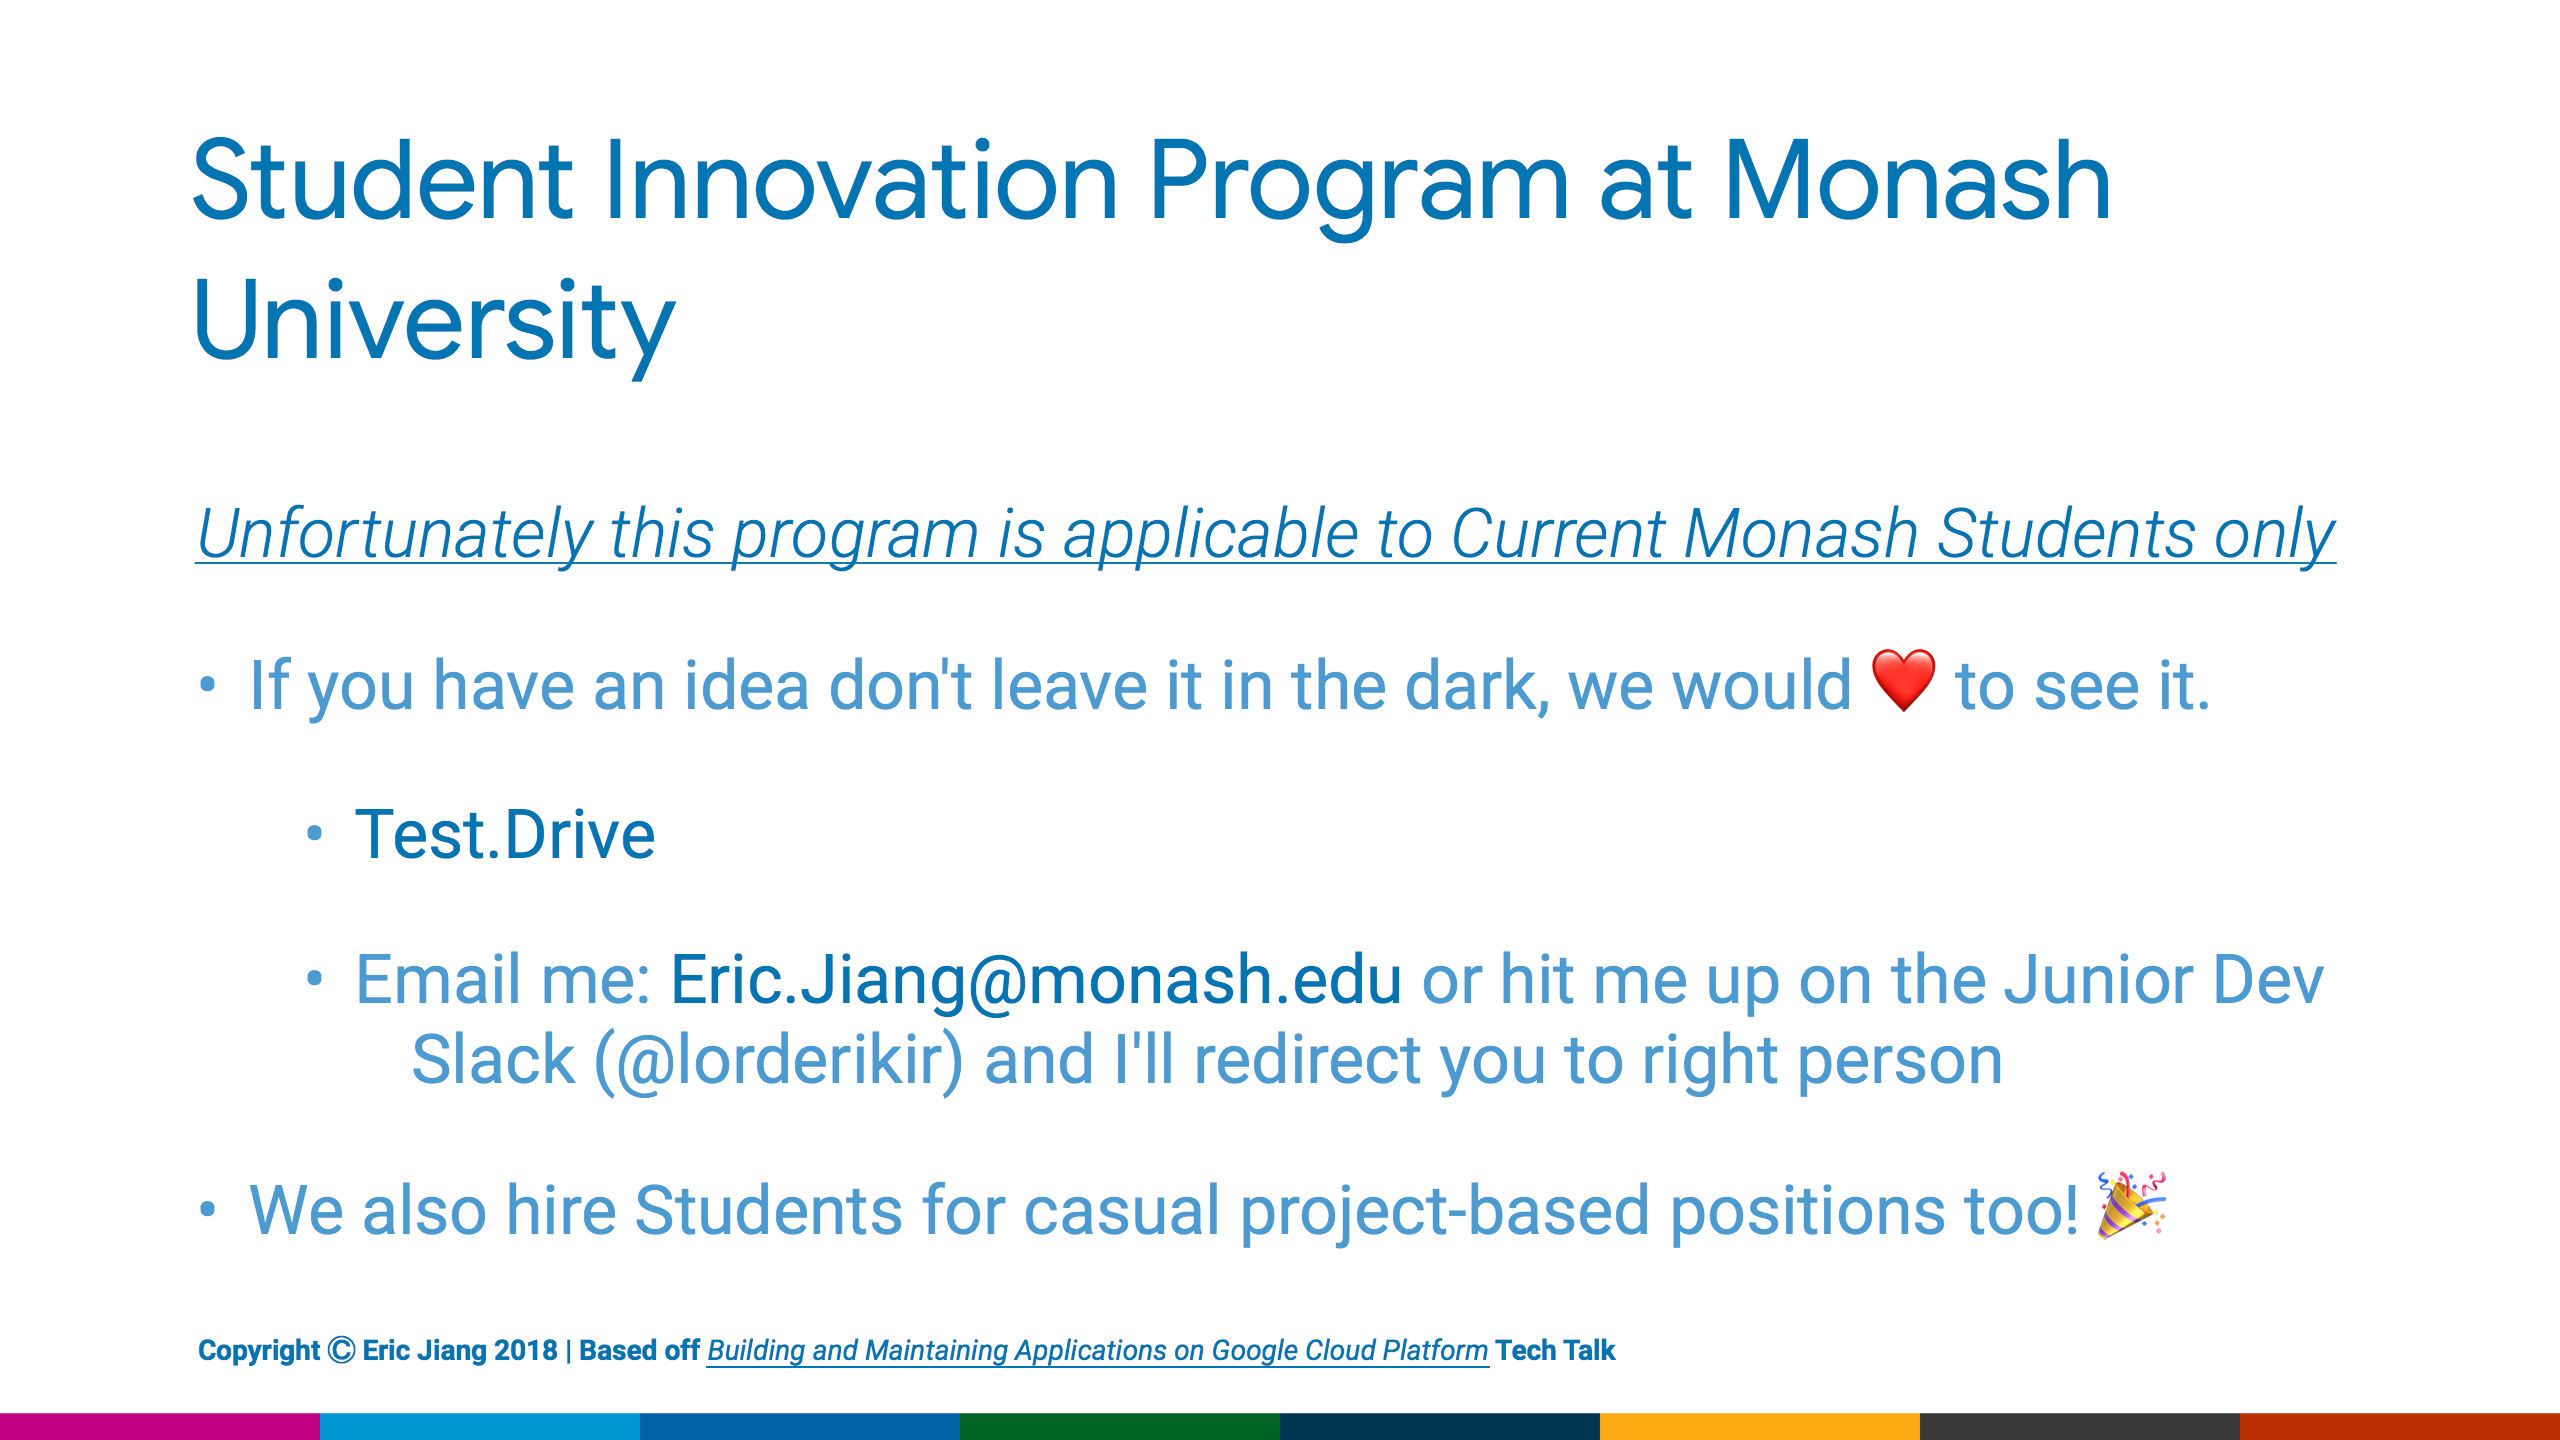 Student Innovation Program at Monash
University
Unfortunately this program is applicable to Current Monash Students only
• If you have an idea don't leave it in the dark, we would ❤️ to see it.
• Test.Drive
• Email me: Eric.Jiang@monash.edu or hit me up on the Junior Dev
Slack (@lorderikir) and I'll redirect you to right person
• We also hire Students for casual project-based positions too! 🎉
Copyright © Eric Jiang 2018 | Based off Building and Maintaining Applications on Google Cloud Platform Tech Talk